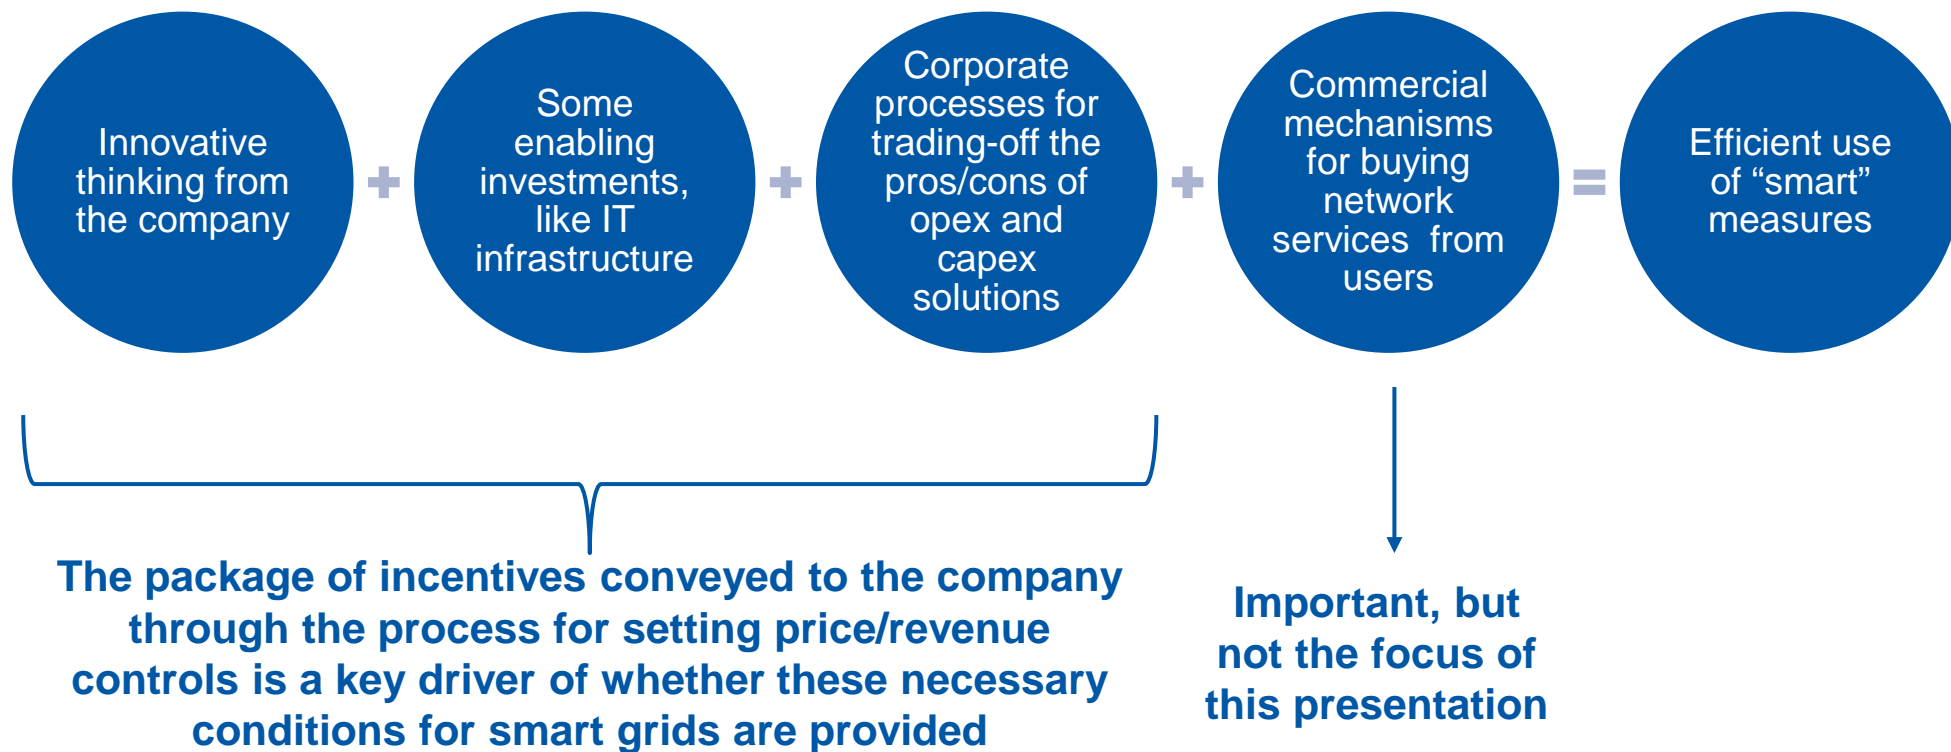 Innovative
thinking from
the company
Some
enabling
investments,
like IT
infrastructure
Corporate
processes for
trading-off the
pros/cons of
opex and
capex
solutions
Commercial
mechanisms
for buying
network
services  from
users
Efficient use
of “smart”
measures
The package of incentives conveyed to the company
through the process for setting price/revenue
controls is a key driver of whether these necessary
conditions for smart grids are provided
Important, but
not the focus of
this presentation